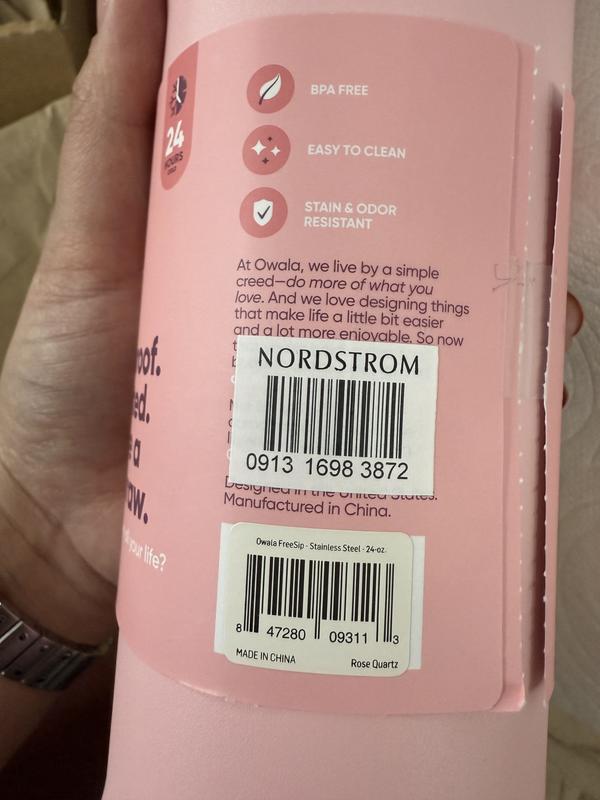 24
HOURS
COLD
BPA FREE
EASY TO CLEAN
STAIN & ODOR
RESISTANT
At Owala, we live by a simple
creed—do more of what you
love. And we love designing things
that make life a little bit easier
and a lot more enjoyable. So now
NORDSTROM
0913 1698 3872
Designed in the United States.
Manufactured in China.
your life?
Owala FreeSip - Stainless Steel - 24-oz.
8 47280 09311 3
MADE IN CHINA
Rose Quartz